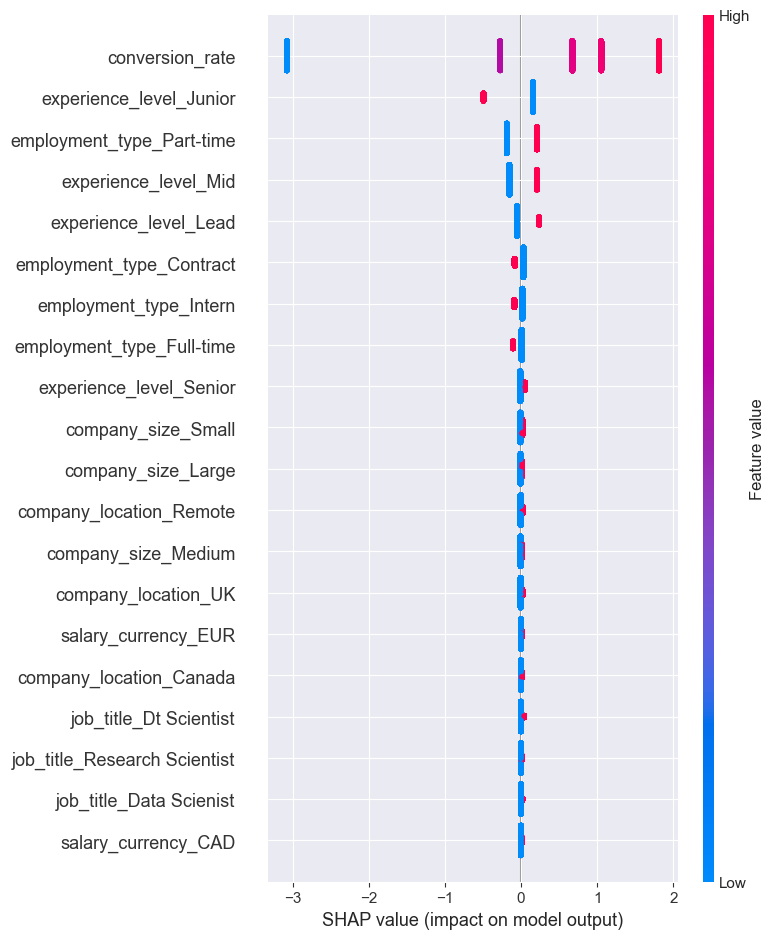 High
conversion_rate
experience_level_Junior
employment_type_Part-time
experience_level_Mid
experience_level_Lead
employment_type_Contract
employment_type_Intern
employment_type_Full-time
experience_level_Senior
company_size_Small
company_size_Large
company_location_Remote
company_size_Medium
company_location_UK
salary_currency_EUR
company_location_Canada
job_title_Dt Scientist
job_title_Research Scientist
job_title_Data Scienist
salary_currency_CAD
Feature value
Low
−3 −2 −1 0 1 2
SHAP value (impact on model output)